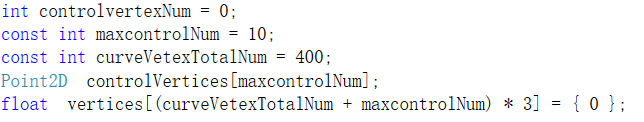 int controlvertexNum = 0;
const int maxcontrolNum = 10;
const int curveVetexTotalNum = 400;
Point2D  controlVertices[maxcontrolNum];
float  vertices[(curveVetexTotalNum + maxcontrolNum) * 3] = { 0 };